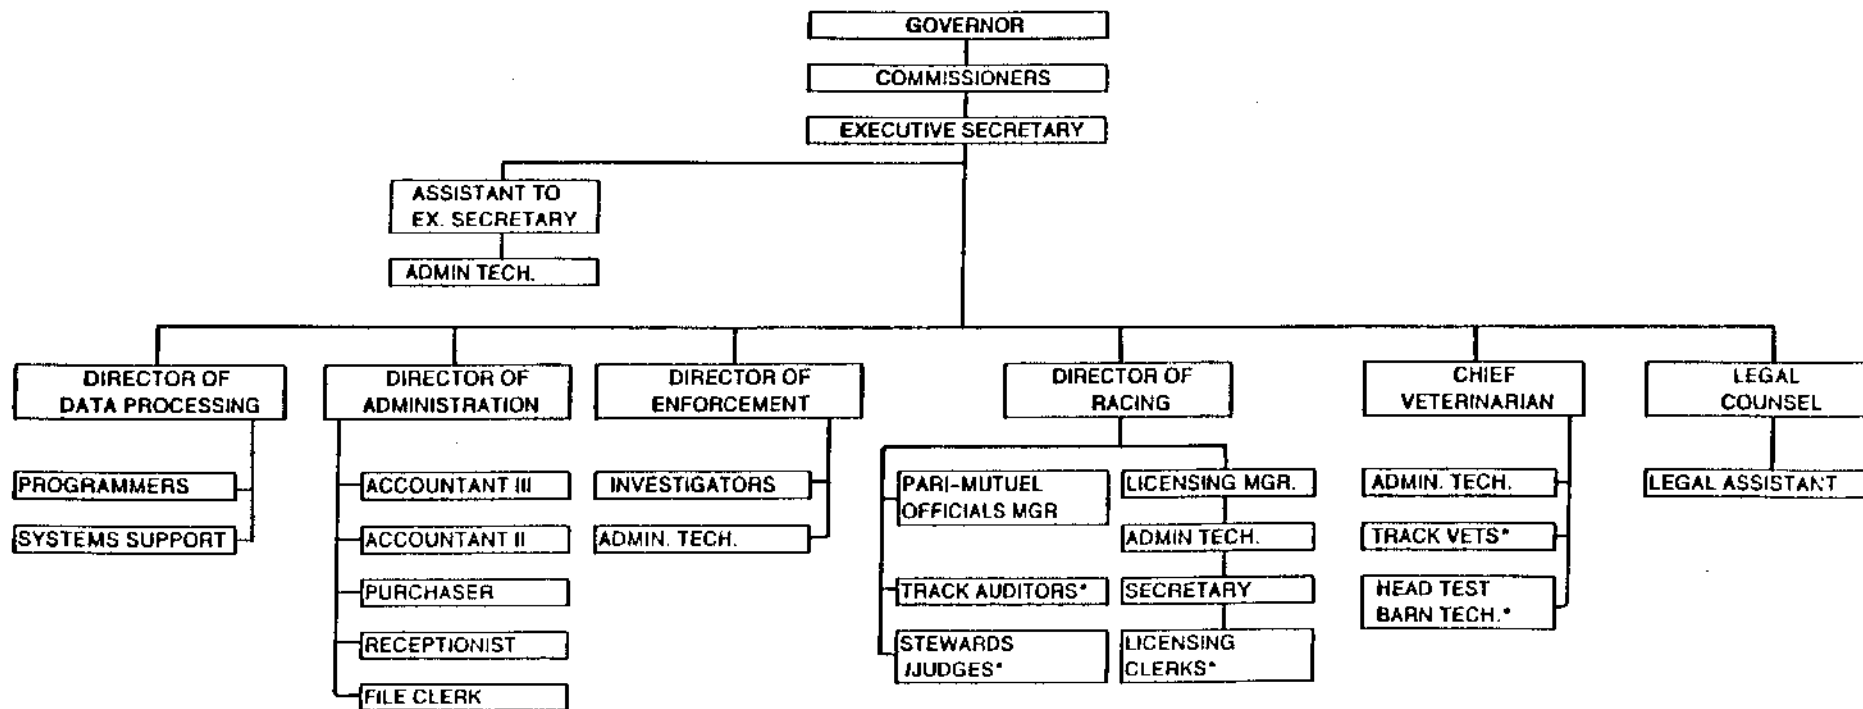 GOVERNOR
COMMISSIONERS
EXECUTIVE SECRETARY
ASSISTANT TO
EX. SECRETARY
ADMIN TECH.
DIRECTOR OF
DATA PROCESSING
PROGRAMMERS
SYSTEMS SUPPORT
DIRECTOR OF
ADMINISTRATION
ACCOUNTANT III
ACCOUNTANT II
PURCHASER
RECEPTIONIST
FILE CLERK
DIRECTOR OF
ENFORCEMENT
INVESTIGATORS
ADMIN. TECH.
DIRECTOR OF
RACING
PARI-MUTUEL
OFFICIALS MGR
TRACK AUDITORS*
STEWARDS
/JUDGES*
LICENSING MGR.
ADMIN TECH.
SECRETARY
LICENSING
CLERKS*
CHIEF
VETERINARIAN
ADMIN. TECH.
TRACK VETS*
HEAD TEST
BARN TECH.*
LEGAL
COUNSEL
LEGAL ASSISTANT